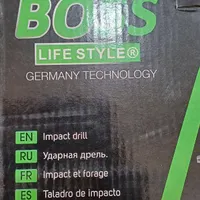 BOSS
LIFE STYLE®
GERMANY TECHNOLOGY
EN Impact drill
RU Ударная дрель.
FR Impact et forage
ES Taladro de impacto